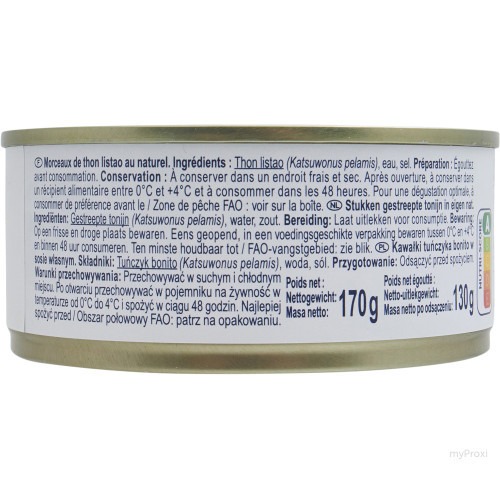 FR Morceaux de thon listao au naturel. Ingrédients : Thon listao (Katsuwonus pelamis), eau, sel. Préparation : Egouttez
avant consommation. Conservation : À conserver dans un endroit frais et sec. Après ouverture, à conserver dans
un récipient alimentaire entre 0°C et +4°C et à consommer dans les 48 heures. Pour une dégustation optimale, à
consommer de préférence avant le / Zone de pêche FAO : voir sur la boîte. NL Stukken gestreepte tonijn in eigen nat.
Ingrediënten: Gestreepte tonijn (Katsuwonus pelamis), water, zout. Bereiding: Laat uitlekken voor consumptie. Bewaring:
Op een frisse en droge plaats bewaren. Eens geopend, in een voedingsgeschikte verpakking bewaren tussen 0°C en +4°C
en binnen 48 uur consumeren. Ten minste houdbaar tot / FAO-vangstgebied: zie blik. PL Kawałki tuńczyka bonito w
sosie własnym. Składniki: Tuńczyk bonito (Katsuwonus pelamis), woda, sól. Przygotowanie: Odsączyć przed spożyciem.
Warunki przechowywania: Przechowywać w suchym i chłodnym
miejscu. Po otwarciu przechowywać w pojemniku na żywność w
temperaturze od 0°C do 4°C i spożyć w ciągu 48 godzin. Najlepiej
spożyć przed / Obszar połowowy FAO: patrz na opakowaniu.
Poids net :
Nettogewicht:
Masa netto:
170g
Poids net égoutté :
Netto-uitlekgewicht:
Masa netto po odsączeniu:
130g
A
myProxi